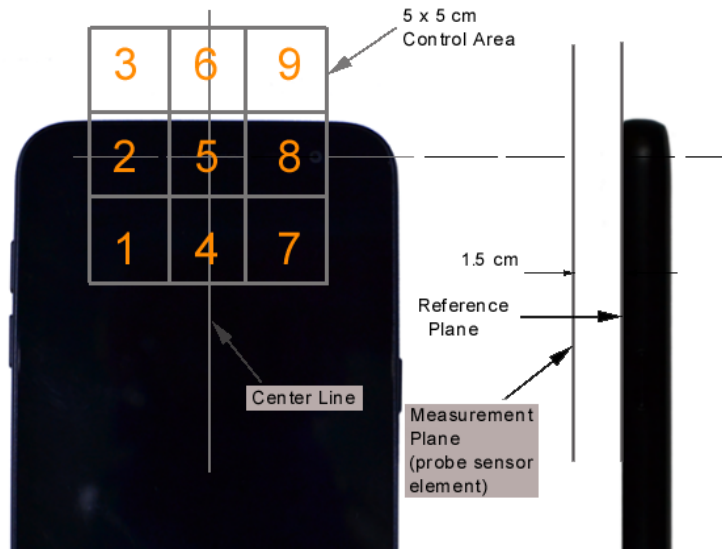 5 x 5 cm
Control Area
3 6 9
2 5 8
1 4 7
1.5 cm
Reference
Plane
Center Line
Measurement
Plane
(probe sensor
element)